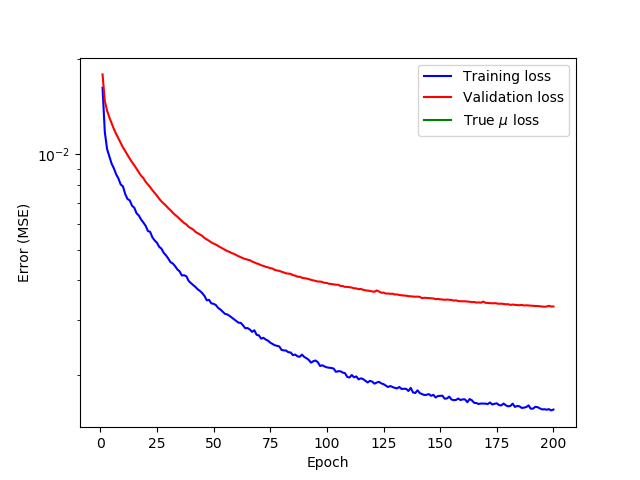 Training loss
Validation loss
True μ loss
10⁻²
Error (MSE)
0 25 50 75 100 125 150 175 200
Epoch